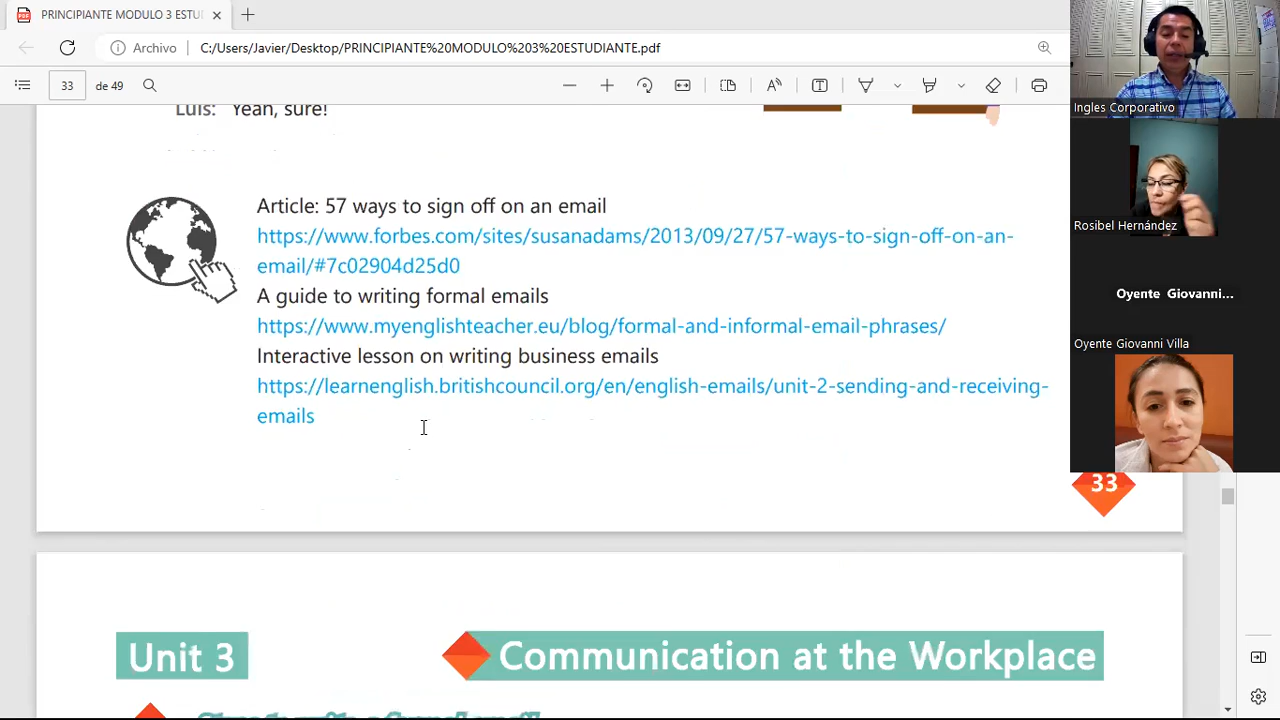 PRINCIPIANTE MODULO 3 ESTU
Archivo
C:/Users/Javier/Desktop/PRINCIPIANTE%20MODULO%203%20ESTUDIANTE.pdf
33 de 49
Luis: Yeah, sure!
Article: 57 ways to sign off on an email
https://www.forbes.com/sites/susanadams/2013/09/27/57-ways-to-sign-off-on-an-
email/#7c02904d25d0
A guide to writing formal emails
https://www.myenglishteacher.eu/blog/formal-and-informal-email-phrases/
Interactive lesson on writing business emails
https://learnenglish.britishcouncil.org/en/english-emails/unit-2-sending-and-receiving-
emails
33
Unit 3
Communication at the Workplace
Ingles Corporativo
Rosibel Hernández
Oyente Giovanni...
Oyente Giovanni Villa